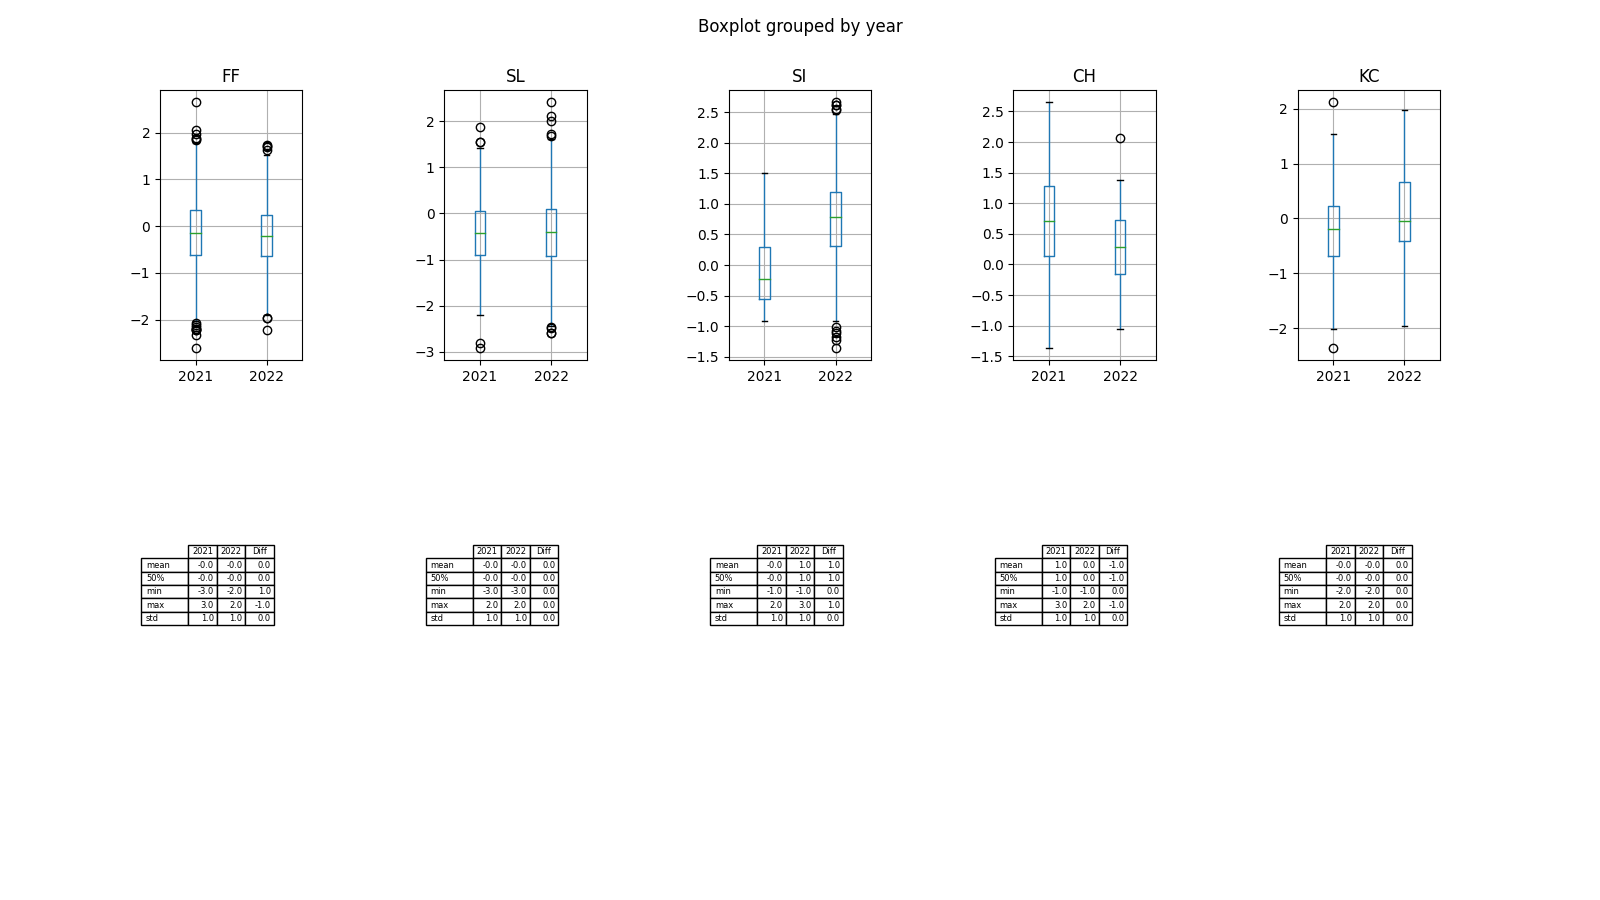 Boxplot grouped by year
FF
2
1
0
−1
−2
2021 2022
SL
2
1
0
−1
−2
−3
2021 2022
SI
2.5
2.0
1.5
1.0
0.5
0.0
−0.5
−1.0
−1.5
2021 2022
CH
2.5
2.0
1.5
1.0
0.5
0.0
−0.5
−1.0
−1.5
2021 2022
KC
2
1
0
−1
−2
2021 2022
2021 2022 Diff
mean -0.0 -0.0 0.0
50% -0.0 -0.0 0.0
min -3.0 -2.0 1.0
max 3.0 2.0 -1.0
std 1.0 1.0 0.0
2021 2022 Diff
mean -0.0 -0.0 0.0
50% -0.0 -0.0 0.0
min -3.0 -3.0 0.0
max 2.0 2.0 0.0
std 1.0 1.0 0.0
2021 2022 Diff
mean -0.0 1.0 1.0
50% -0.0 1.0 1.0
min -1.0 -1.0 0.0
max 2.0 3.0 1.0
std 1.0 1.0 0.0
2021 2022 Diff
mean 1.0 0.0 -1.0
50% 1.0 0.0 -1.0
min -1.0 -1.0 0.0
max 3.0 2.0 -1.0
std 1.0 1.0 0.0
2021 2022 Diff
mean -0.0 -0.0 0.0
50% -0.0 -0.0 0.0
min -2.0 -2.0 0.0
max 2.0 2.0 0.0
std 1.0 1.0 0.0